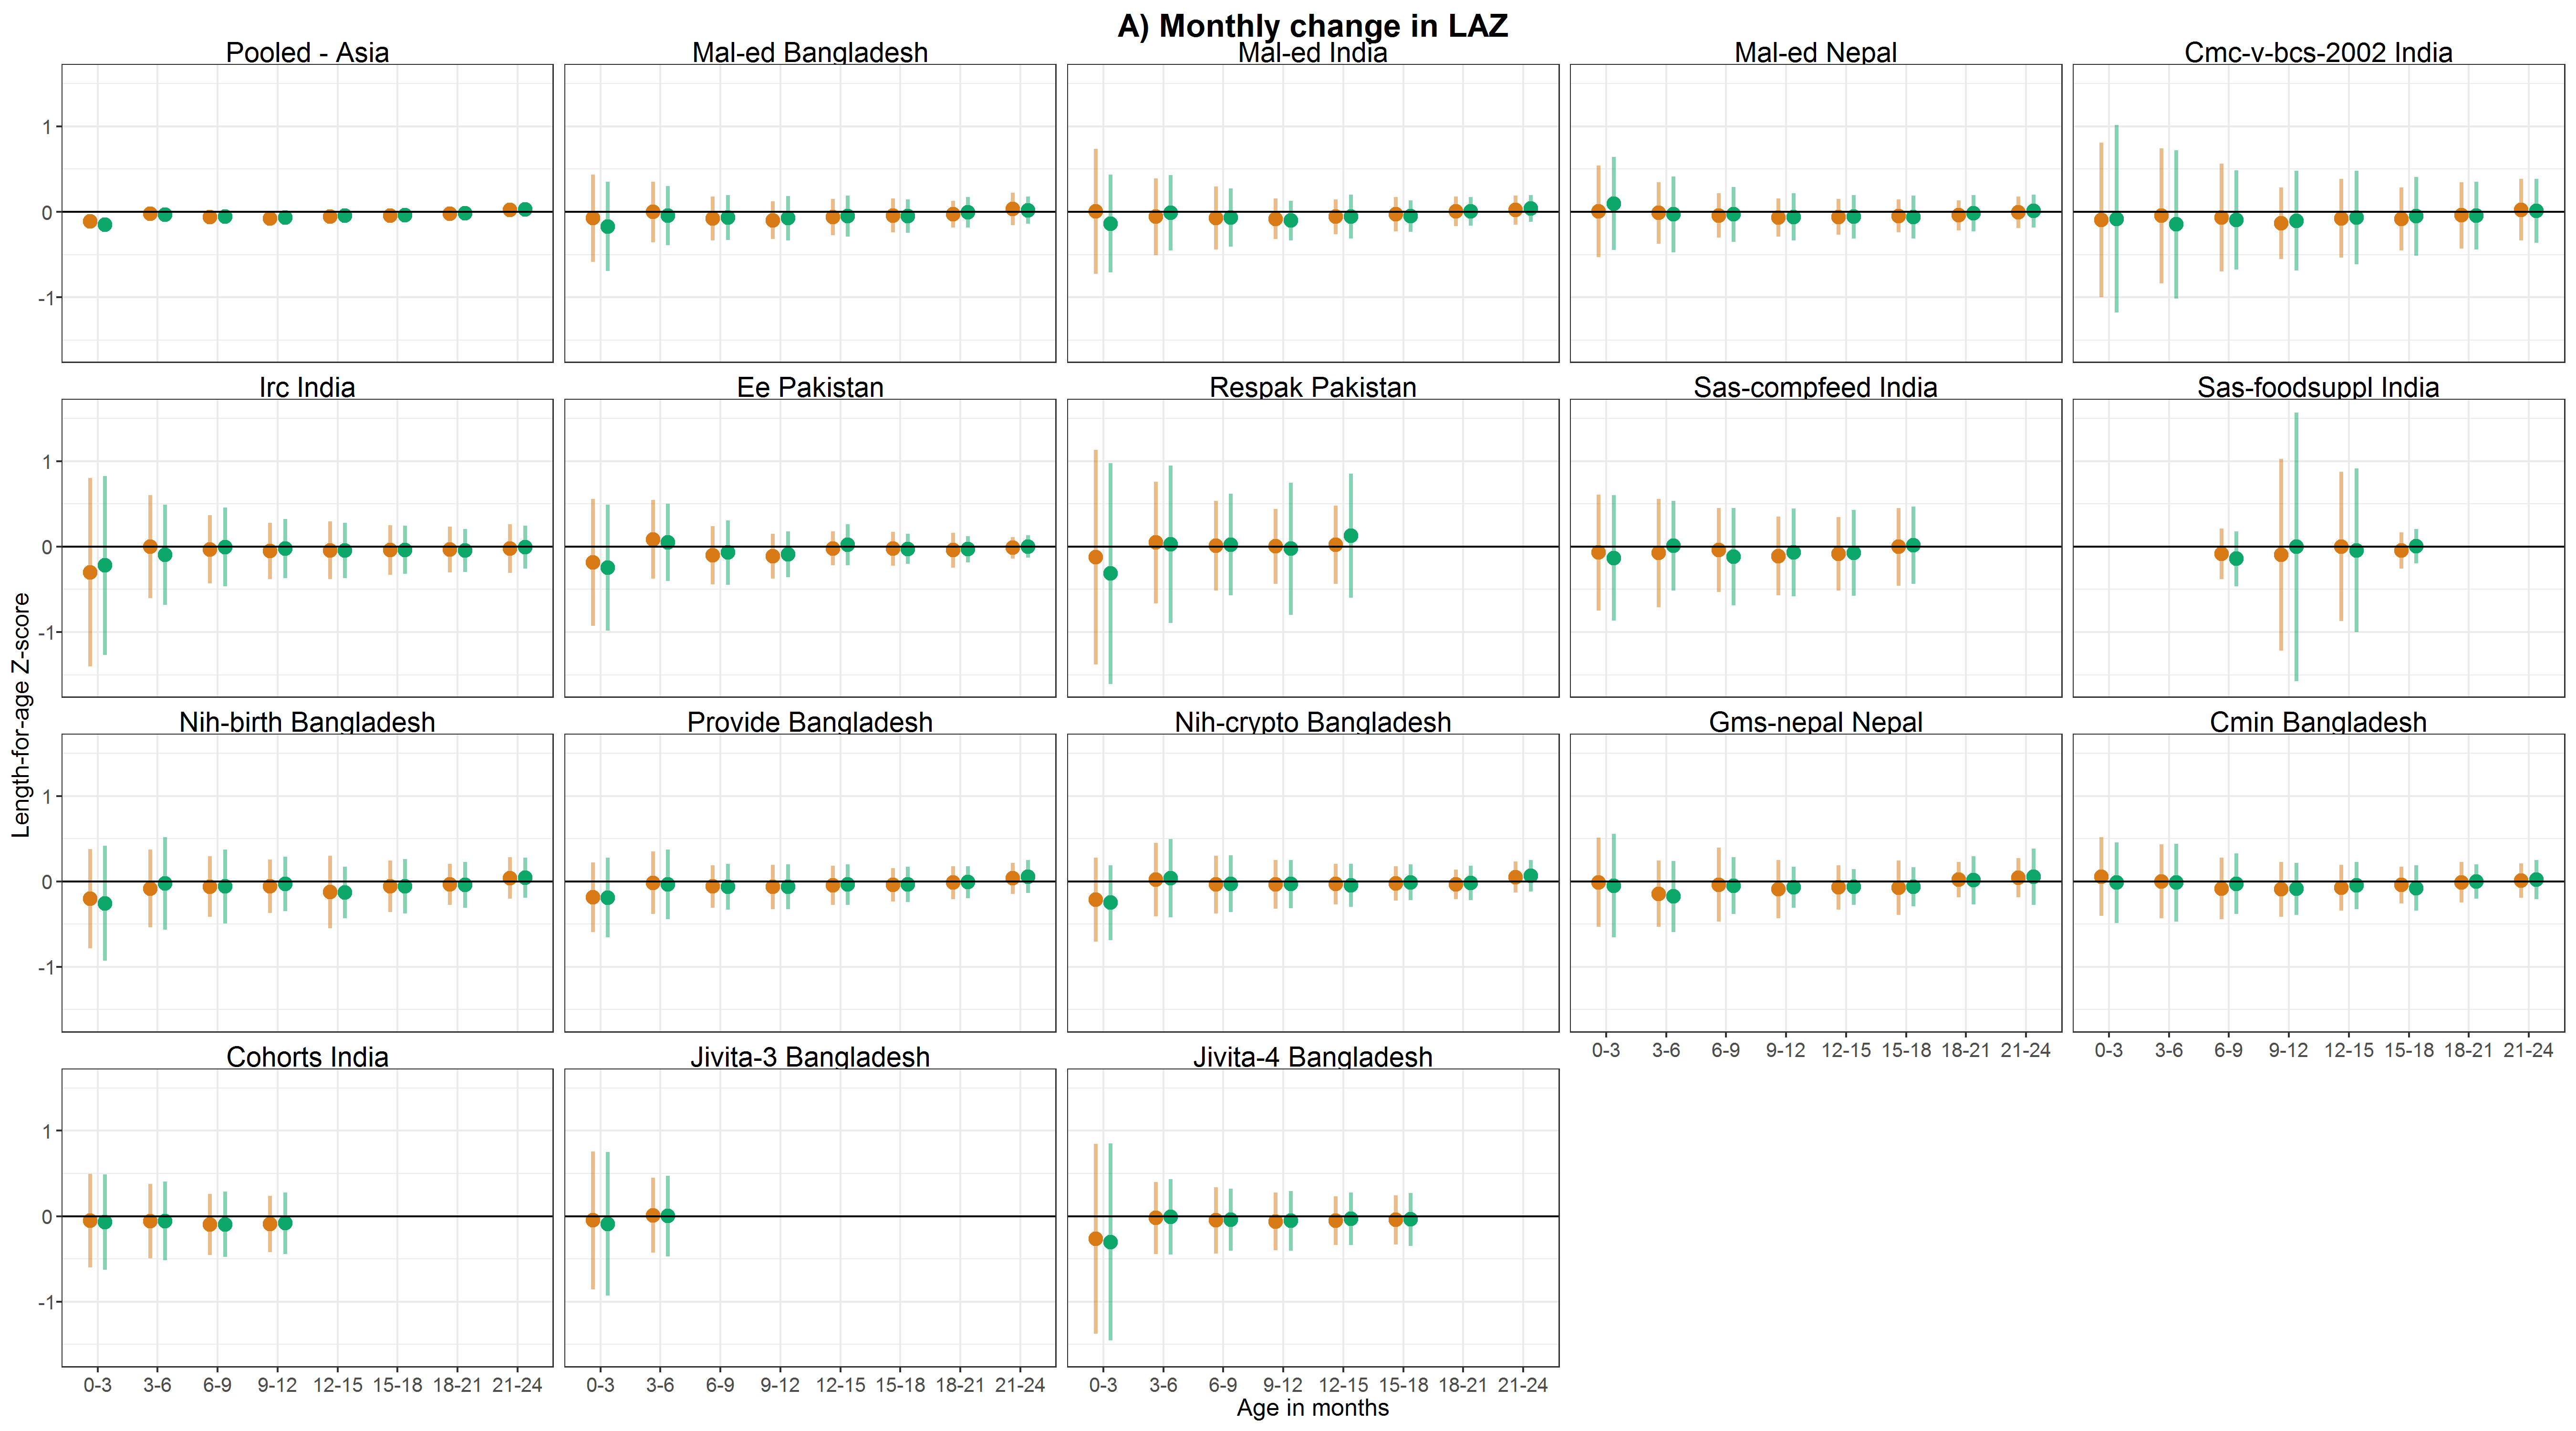 A) Monthly change in LAZ
Pooled - Asia
Mal-ed Bangladesh
Mal-ed India
Mal-ed Nepal
Cmc-v-bcs-2002 India
1
0
-1
Irc India
Ee Pakistan
Respak Pakistan
Sas-compfeed India
Sas-foodsuppl India
1
0
-1
Length-for-age Z-score
Nih-birth Bangladesh
Provide Bangladesh
Nih-crypto Bangladesh
Gms-nepal Nepal
Cmin Bangladesh
1
0
-1
0-3 3-6 6-9 9-12 12-15 15-18 18-21 21-24
0-3 3-6 6-9 9-12 12-15 15-18 18-21 21-24
Cohorts India
Jivita-3 Bangladesh
Jivita-4 Bangladesh
1
0
-1
0-3 3-6 6-9 9-12 12-15 15-18 18-21 21-24
0-3 3-6 6-9 9-12 12-15 15-18 18-21 21-24
0-3 3-6 6-9 9-12 12-15 15-18 18-21 21-24
Age in months